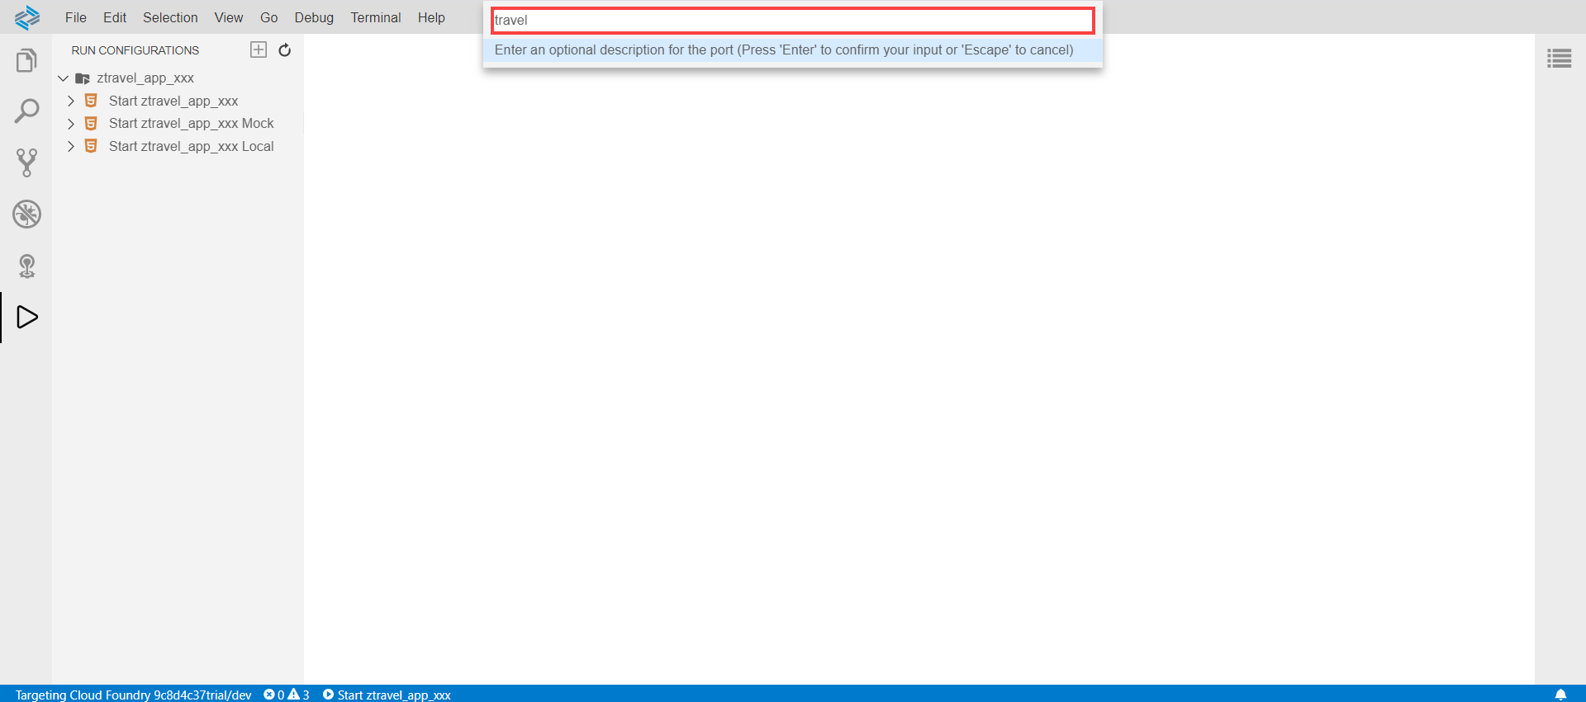 File Edit Selection View Go Debug Terminal Help
travel
Enter an optional description for the port (Press 'Enter' to confirm your input or 'Escape' to cancel)
RUN CONFIGURATIONS
ztravel_app_xxx
Start ztravel_app_xxx
Start ztravel_app_xxx Mock
Start ztravel_app_xxx Local
Targeting Cloud Foundry 9c8d4c37trial/dev 0 3 Start ztravel_app_xxx